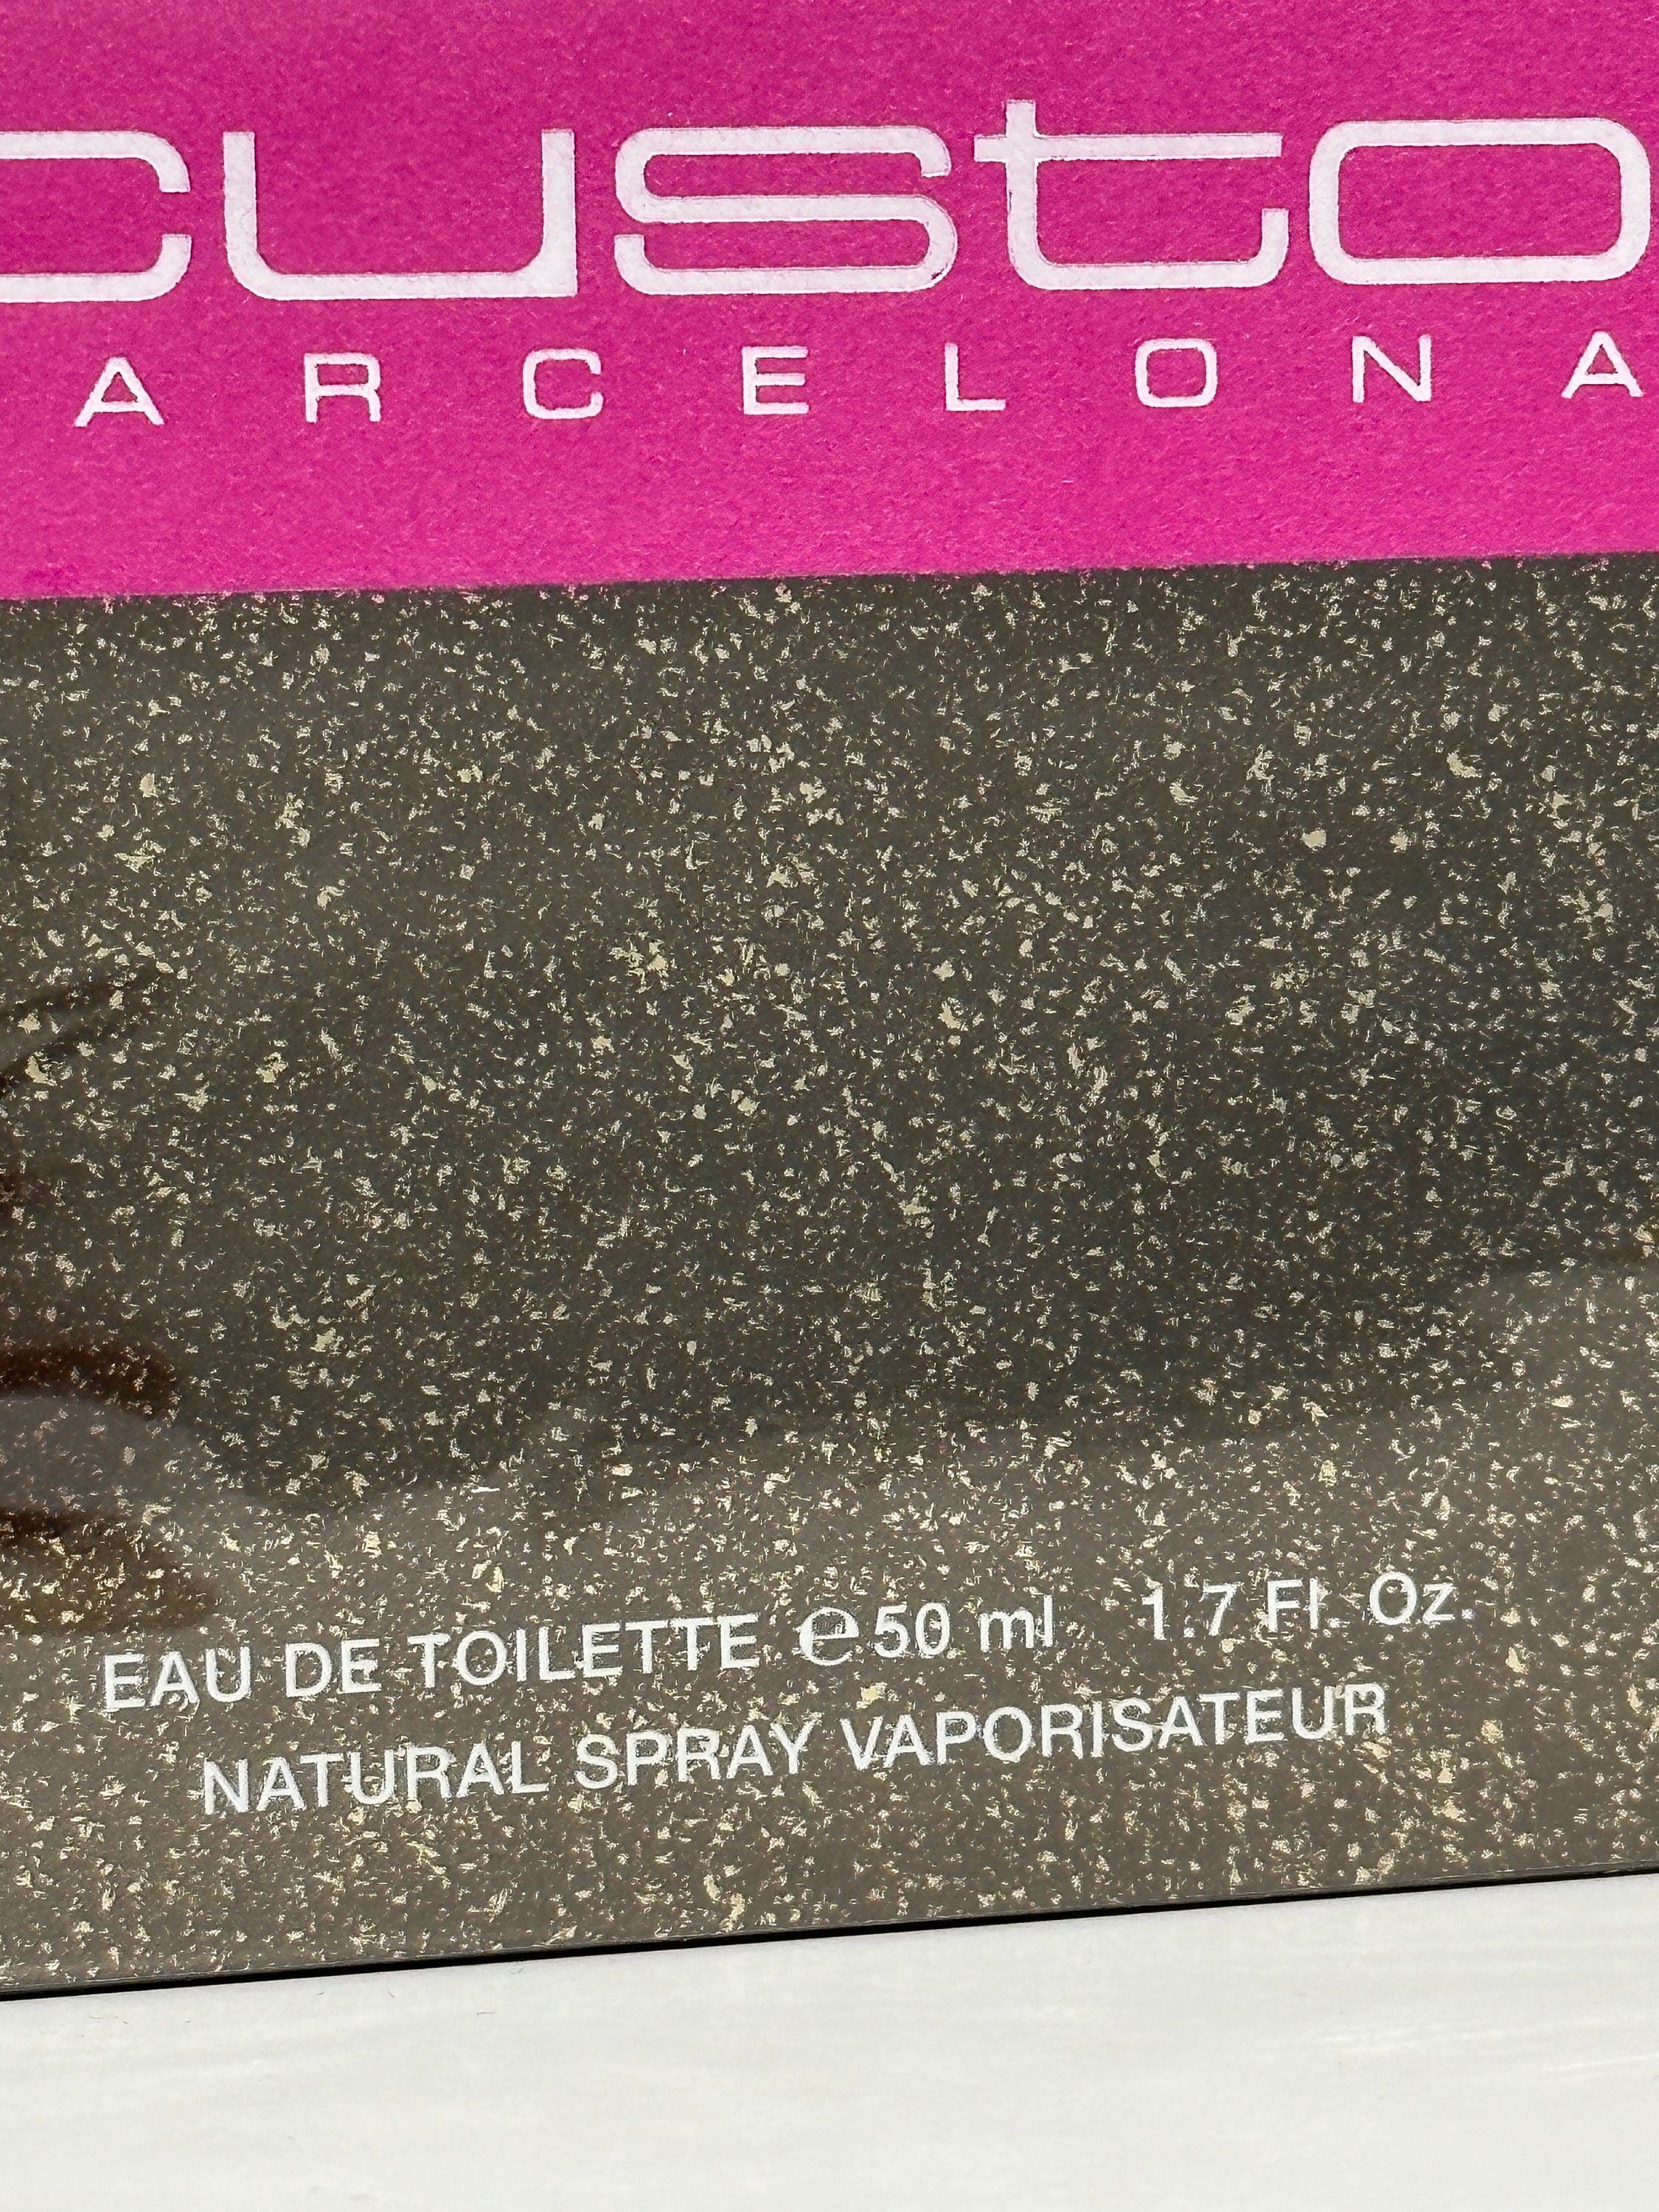 custo
ARCELONA
EAU DE TOILETTE ℮ 50 ml 1.7 Fl. Oz.
NATURAL SPRAY VAPORISATEUR